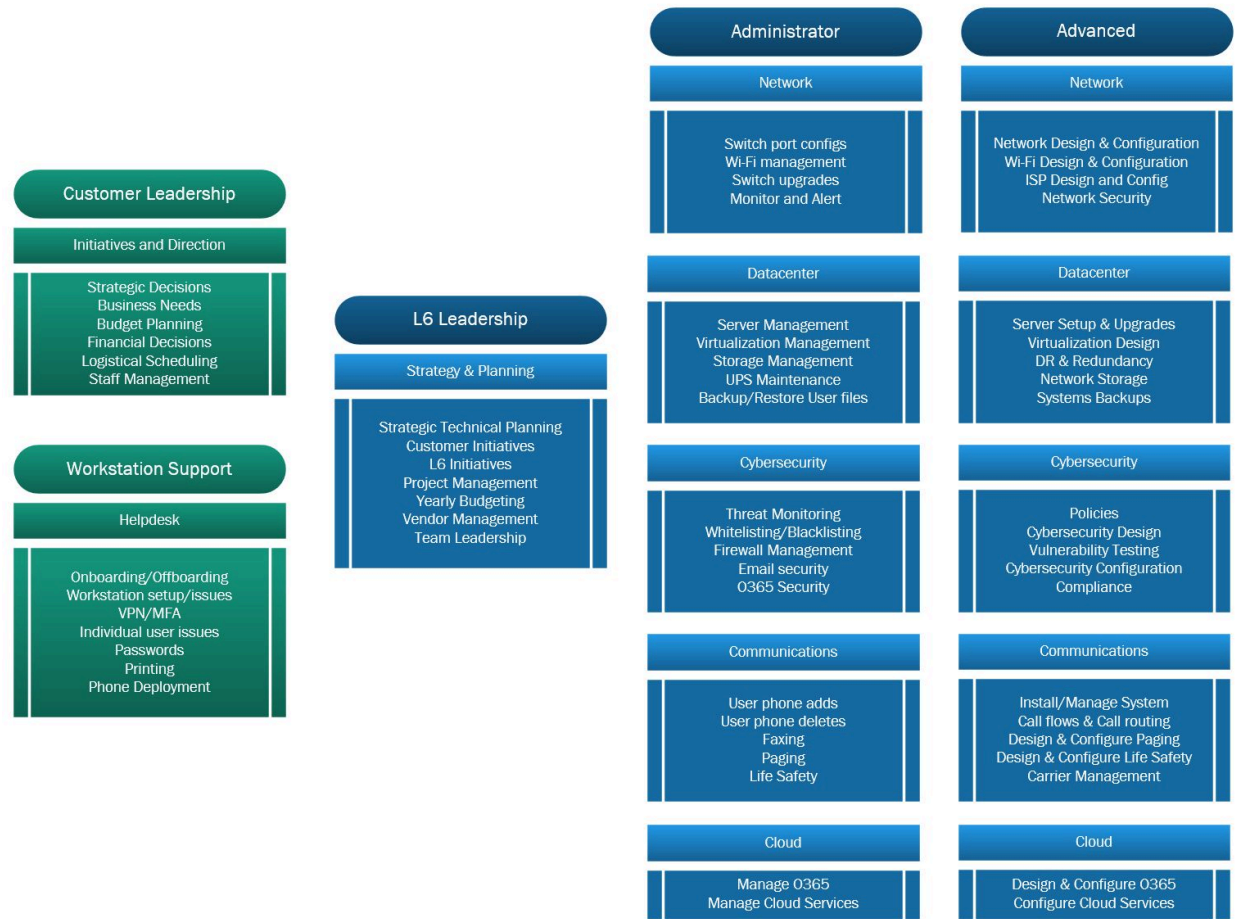 Customer Leadership
Initiatives and Direction
Strategic Decisions
Business Needs
Budget Planning
Financial Decisions
Logistical Scheduling
Staff Management
Workstation Support
Helpdesk
Onboarding/Offboarding
Workstation setup/issues
VPN/MFA
Individual user issues
Passwords
Printing
Phone Deployment
L6 Leadership
Strategy & Planning
Strategic Technical Planning
Customer Initiatives
L6 Initiatives
Project Management
Yearly Budgeting
Vendor Management
Team Leadership
Administrator
Network
Switch port configs
Wi-Fi management
Switch upgrades
Monitor and Alert
Datacenter
Server Management
Virtualization Management
Storage Management
UPS Maintenance
Backup/Restore User files
Cybersecurity
Threat Monitoring
Whitelisting/Blacklisting
Firewall Management
Email security
O365 Security
Communications
User phone adds
User phone deletes
Faxing
Paging
Life Safety
Cloud
Manage O365
Manage Cloud Services
Advanced
Network
Network Design & Configuration
Wi-Fi Design & Configuration
ISP Design and Config
Network Security
Datacenter
Server Setup & Upgrades
Virtualization Design
DR & Redundancy
Network Storage
Systems Backups
Cybersecurity
Policies
Cybersecurity Design
Vulnerability Testing
Cybersecurity Configuration
Compliance
Communications
Install/Manage System
Call flows & Call routing
Design & Configure Paging
Design & Configure Life Safety
Carrier Management
Cloud
Design & Configure O365
Configure Cloud Services